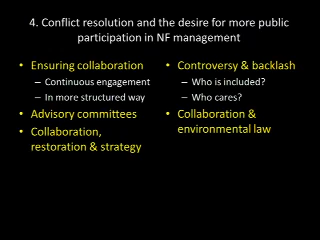 4. Conflict resolution and the desire for more public
participation in NF management
• Ensuring collaboration
– Continuous engagement
– In more structured way
• Advisory committees
• Collaboration,
restoration & strategy
• Controversy & backlash
– Who is included?
– Who cares?
• Collaboration &
environmental law